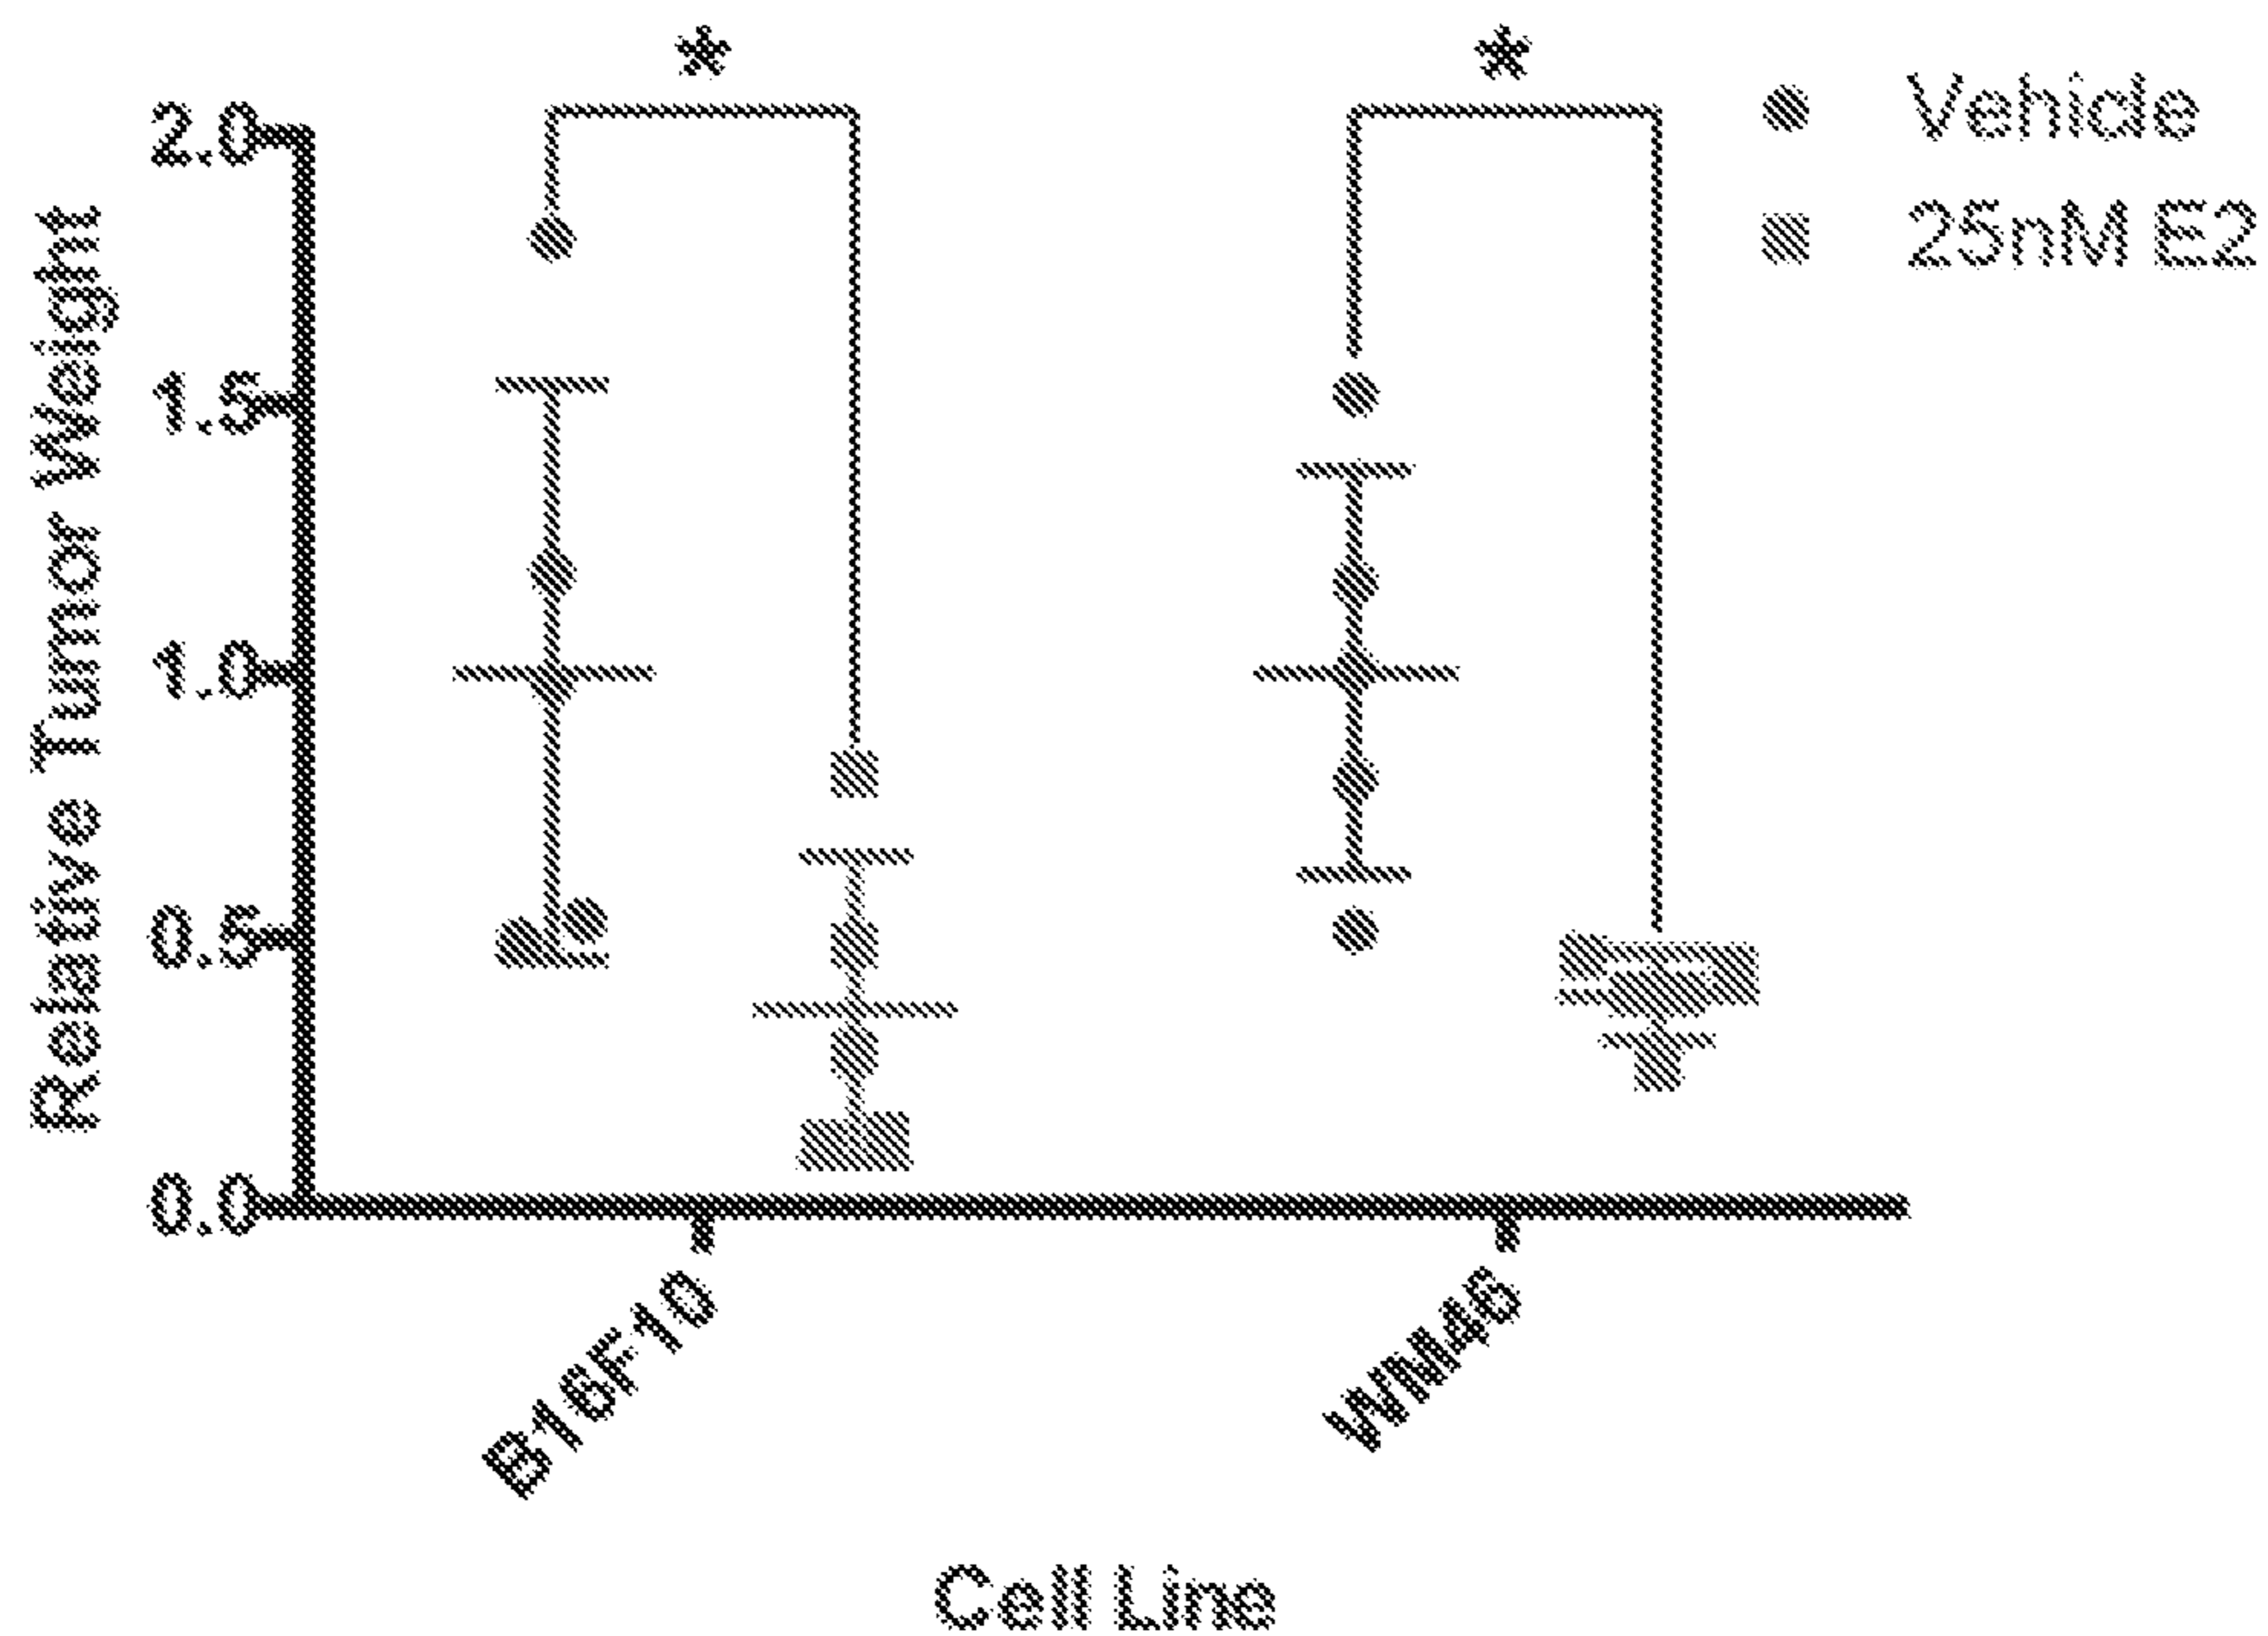 *
*
Vehicle
25nM E2
2.0
1.5
1.0
0.5
0.0
Relative Tumor Weight
B16F10
WM46
Cell Line